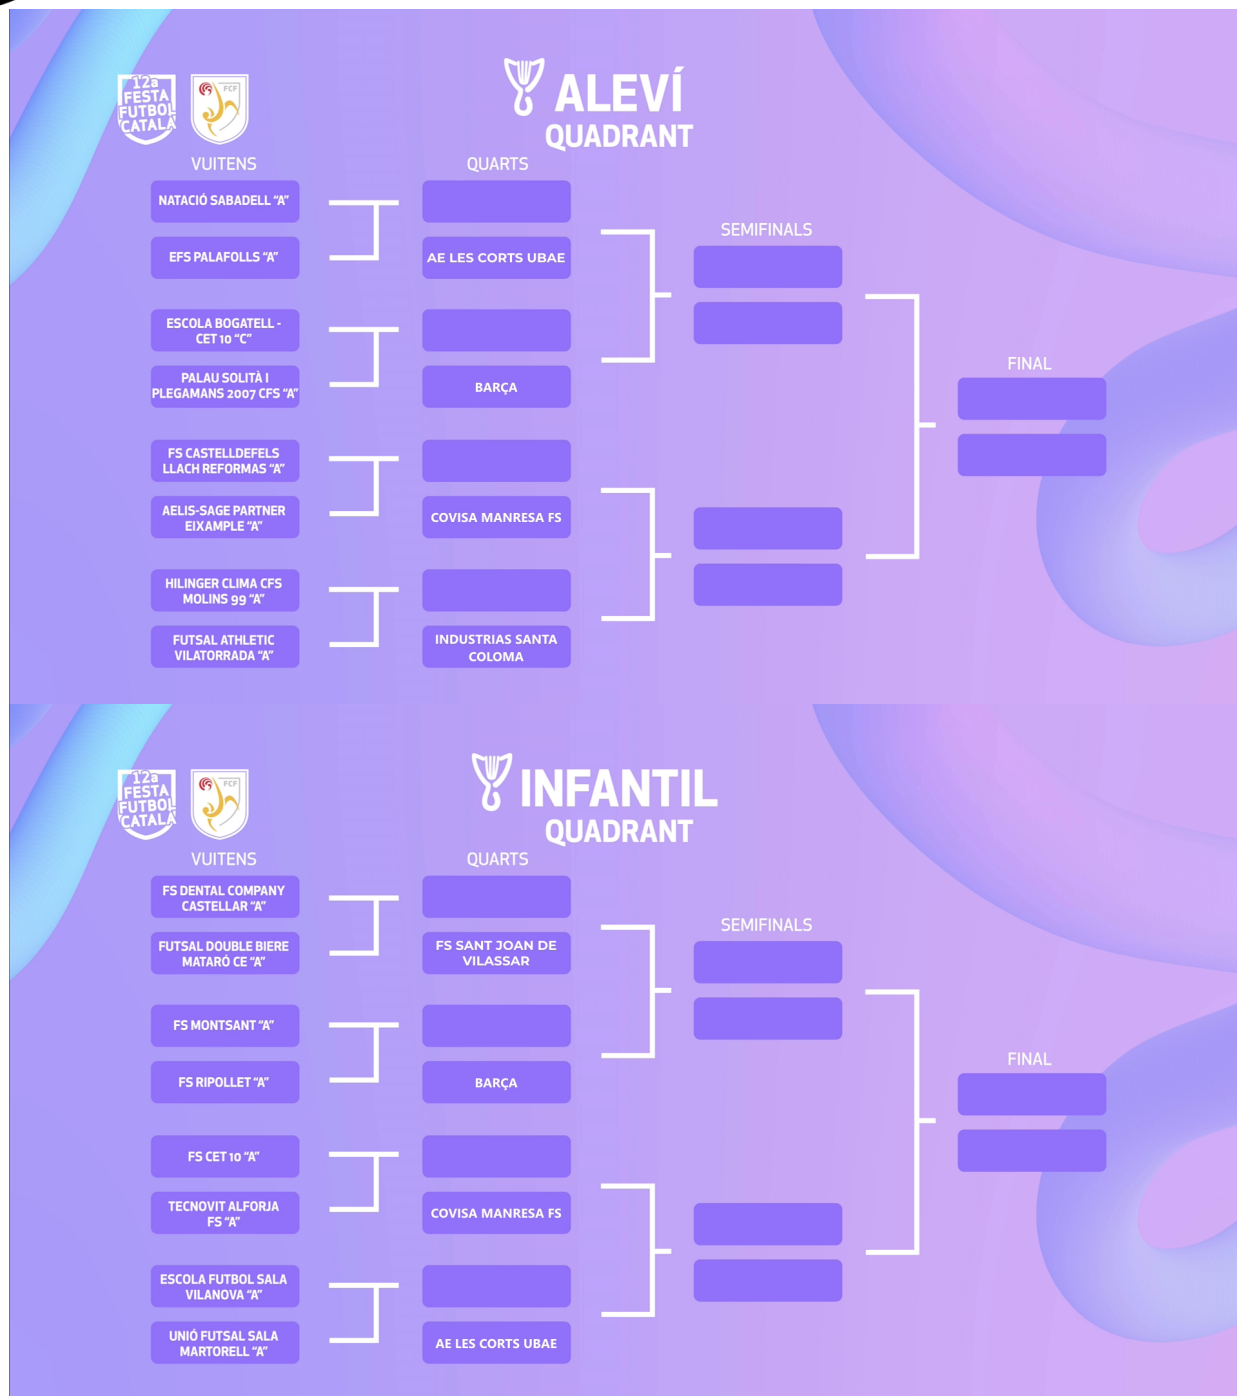 12a
FESTA
FUTBOL
CATALÀ
FCF
ALEVÍ
QUADRANT
VUITENS
QUARTS
NATACIÓ SABADELL “A”
EFS PALAFOLLS “A”
AE LES CORTS UBAE
SEMIFINALS
ESCOLA BOGATELL -
CET 10 “C”
PALAU SOLITÀ I
PLEGAMANS 2007 CFS “A”
BARÇA
FINAL
FS CASTELLDEFELS
LLACH REFORMAS “A”
AELIS-SAGE PARTNER
EIXAMPLE “A”
COVISA MANRESA FS
HILINGER CLIMA CFS
MOLINS 99 “A”
FUTSAL ATHLETIC
VILATORRADA “A”
INDUSTRIAS SANTA
COLOMA
12a
FESTA
FUTBOL
CATALÀ
FCF
INFANTIL
QUADRANT
VUITENS
QUARTS
FS DENTAL COMPANY
CASTELLAR “A”
FUTSAL DOUBLE BIERE
MATARÓ CE “A”
FS SANT JOAN DE
VILASSAR
SEMIFINALS
FS MONTSANT “A”
FS RIPOLLET “A”
BARÇA
FINAL
FS CET 10 “A”
TECNOVIT ALFORJA
FS “A”
COVISA MANRESA FS
ESCOLA FUTBOL SALA
VILANOVA “A”
UNIÓ FUTSAL SALA
MARTORELL “A”
AE LES CORTS UBAE